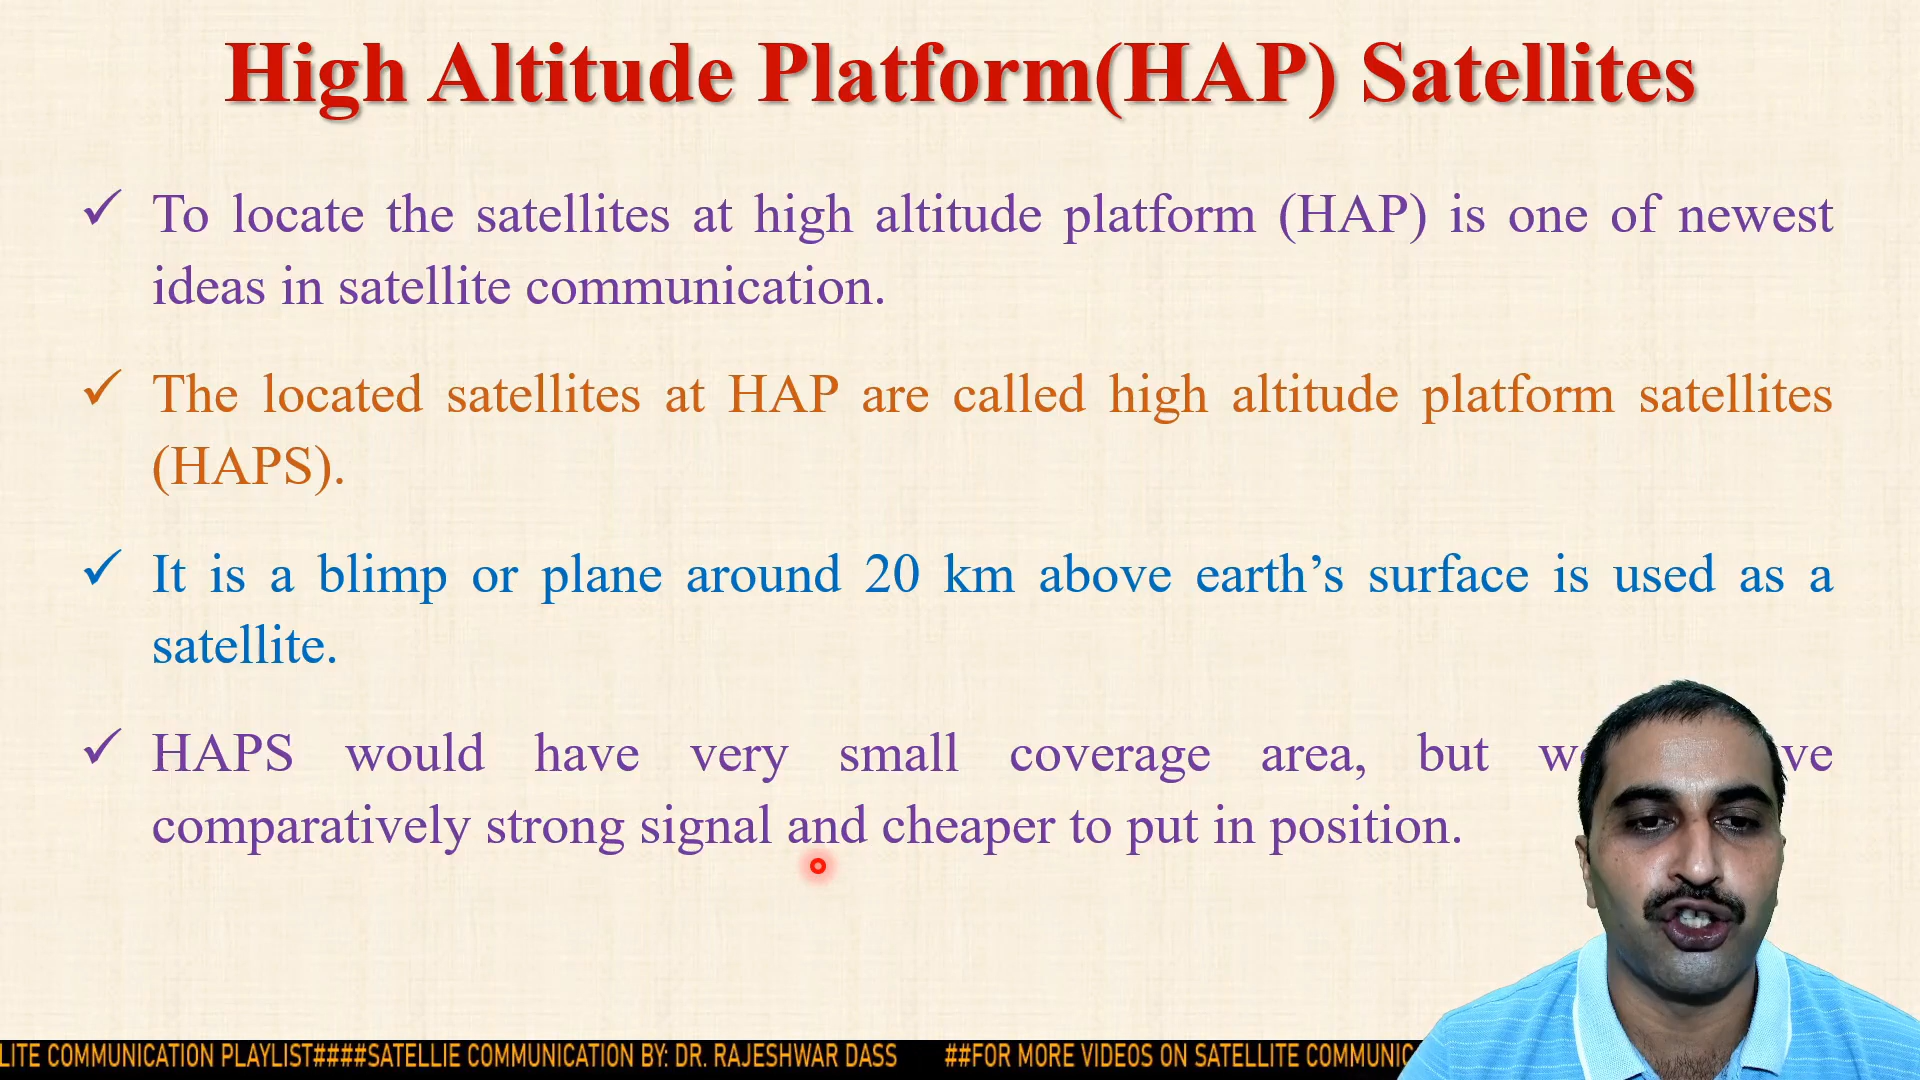 High Altitude Platform(HAP) Satellites
✓ To locate the satellites at high altitude platform (HAP) is one of newest
ideas in satellite communication.
✓ The located satellites at HAP are called high altitude platform satellites
(HAPS).
✓ It is a blimp or plane around 20 km above earth’s surface is used as a
satellite.
✓ HAPS would have very small coverage area, but
comparatively strong signal and cheaper to put in position.
LITE COMMUNICATION PLAYLIST####SATELLIE COMMUNICATION BY: DR. RAJESHWAR DASS ##FOR MORE VIDEOS ON SATELLITE COMMUNIC